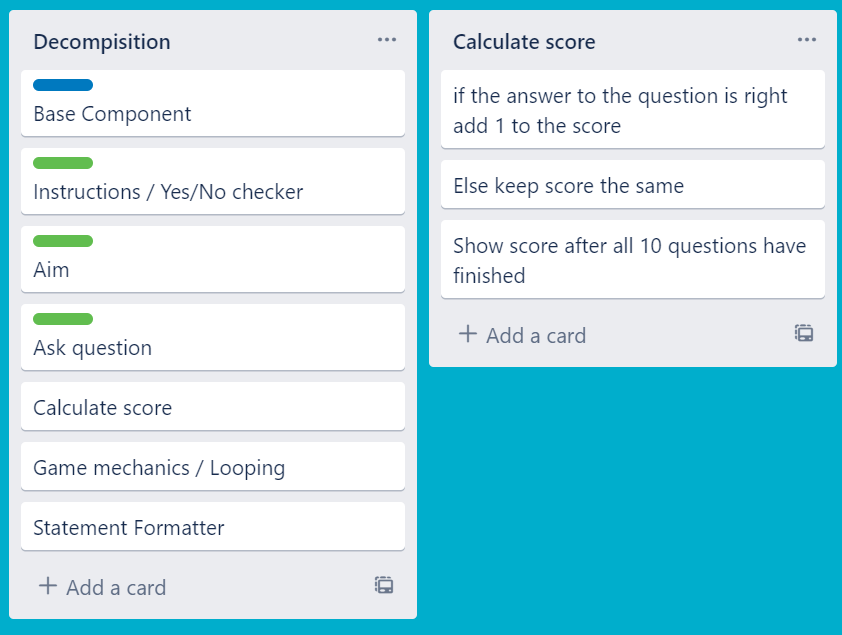 Decompisition
Base Component
Instructions / Yes/No checker
Aim
Ask question
Calculate score
Game mechanics / Looping
Statement Formatter
+ Add a card
Calculate score
if the answer to the question is right
add 1 to the score
Else keep score the same
Show score after all 10 questions have
finished
+ Add a card